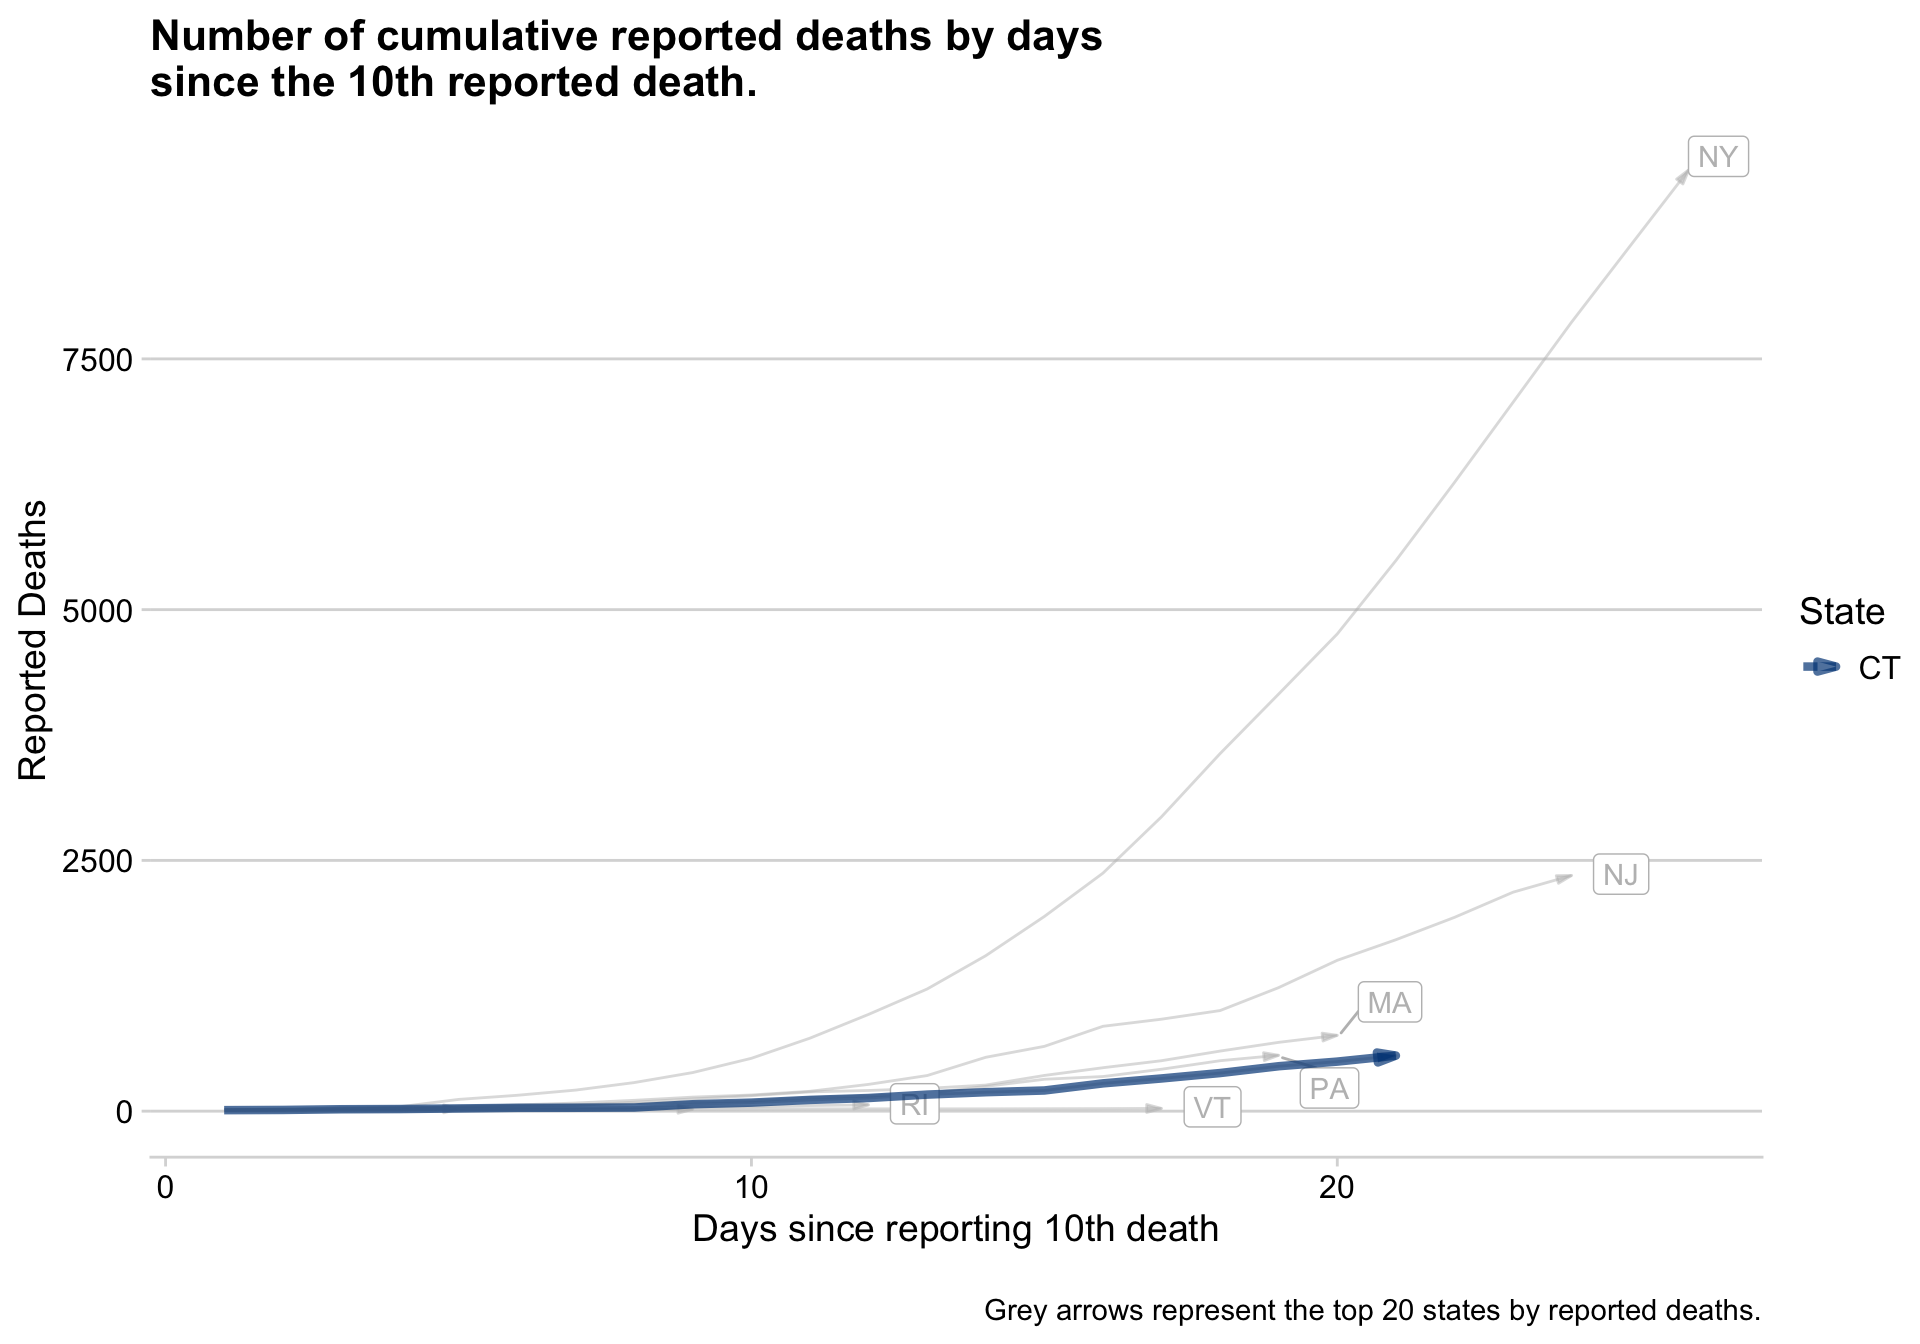 Number of cumulative reported deaths by days
since the 10th reported death.
NY
7500
Reported Deaths
5000
State
CT
2500
NJ
MA
PA
RI
VT
0
0 10 20
Days since reporting 10th death
Grey arrows represent the top 20 states by reported deaths.